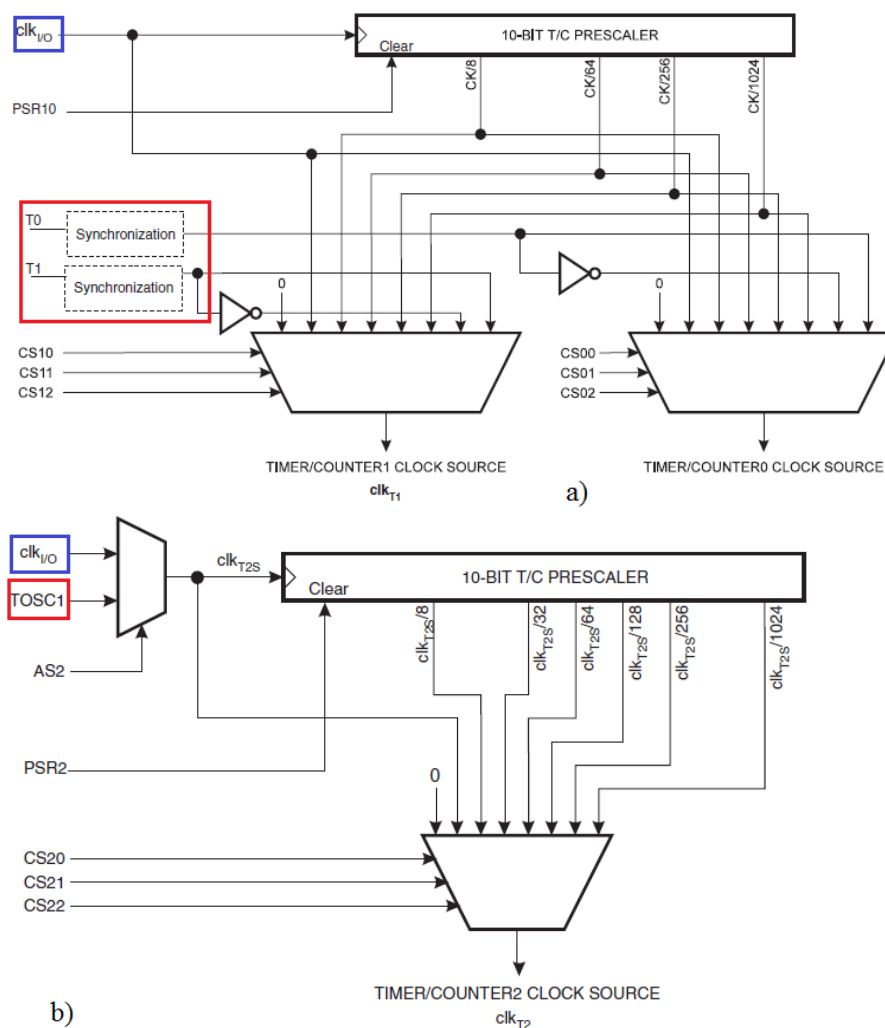 clkI/O
10-BIT T/C PRESCALER
Clear
PSR10
CK/8
CK/64
CK/256
CK/1024
T0
Synchronization
T1
Synchronization
0
0
CS10
CS11
CS12
CS00
CS01
CS02
TIMER/COUNTER1 CLOCK SOURCE
clkT1
TIMER/COUNTER0 CLOCK SOURCE
a)
clkI/O
TOSC1
clkT2S
10-BIT T/C PRESCALER
Clear
AS2
PSR2
clkT2S/8
clkT2S/32
clkT2S/64
clkT2S/128
clkT2S/256
clkT2S/1024
0
CS20
CS21
CS22
TIMER/COUNTER2 CLOCK SOURCE
clkT2
b)